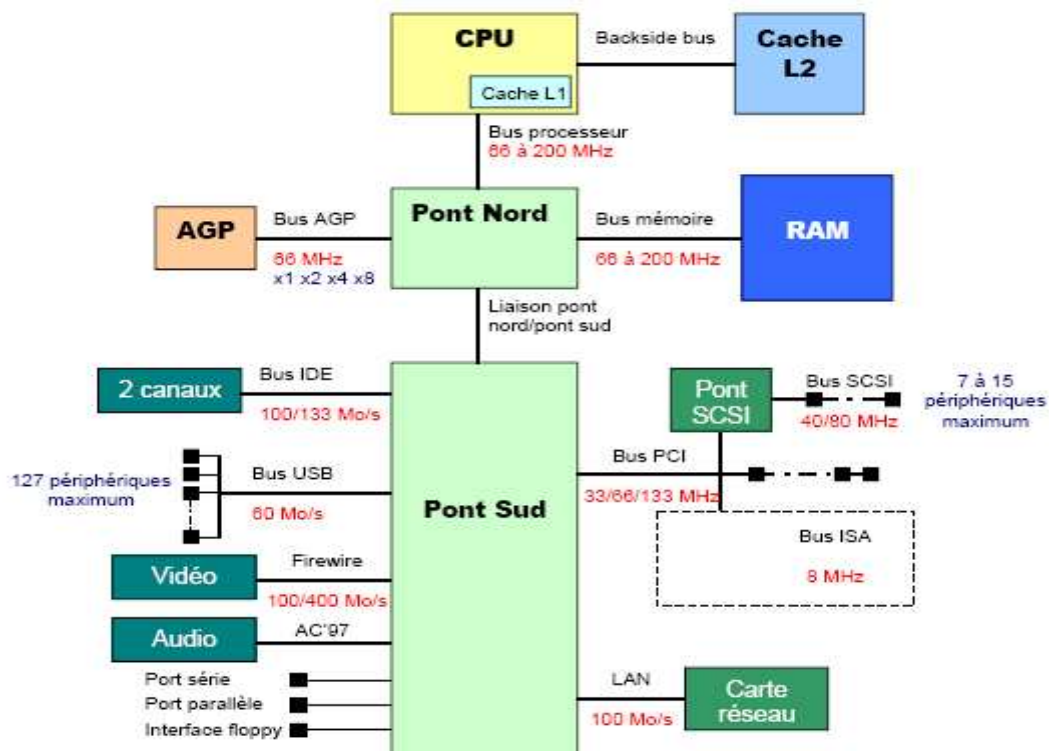 CPU
Cache L1
Backside bus
Cache
L2
Bus processeur
66 à 200 MHz
AGP
Bus AGP
66 MHz
x1 x2 x4 x8
Pont Nord
Bus mémoire
66 à 200 MHz
RAM
Liaison pont
nord/pont sud
2 canaux
Bus IDE
100/133 Mo/s
Pont
SCSI
Bus SCSI
40/80 MHz
7 à 15
périphériques
maximum
127 périphériques
maximum
Bus USB
60 Mo/s
Pont Sud
Bus PCI
33/66/133 MHz
Bus ISA
8 MHz
Vidéo
Firewire
100/400 Mo/s
Audio
AC'97
Port série
Port parallèle
Interface floppy
LAN
100 Mo/s
Carte
réseau